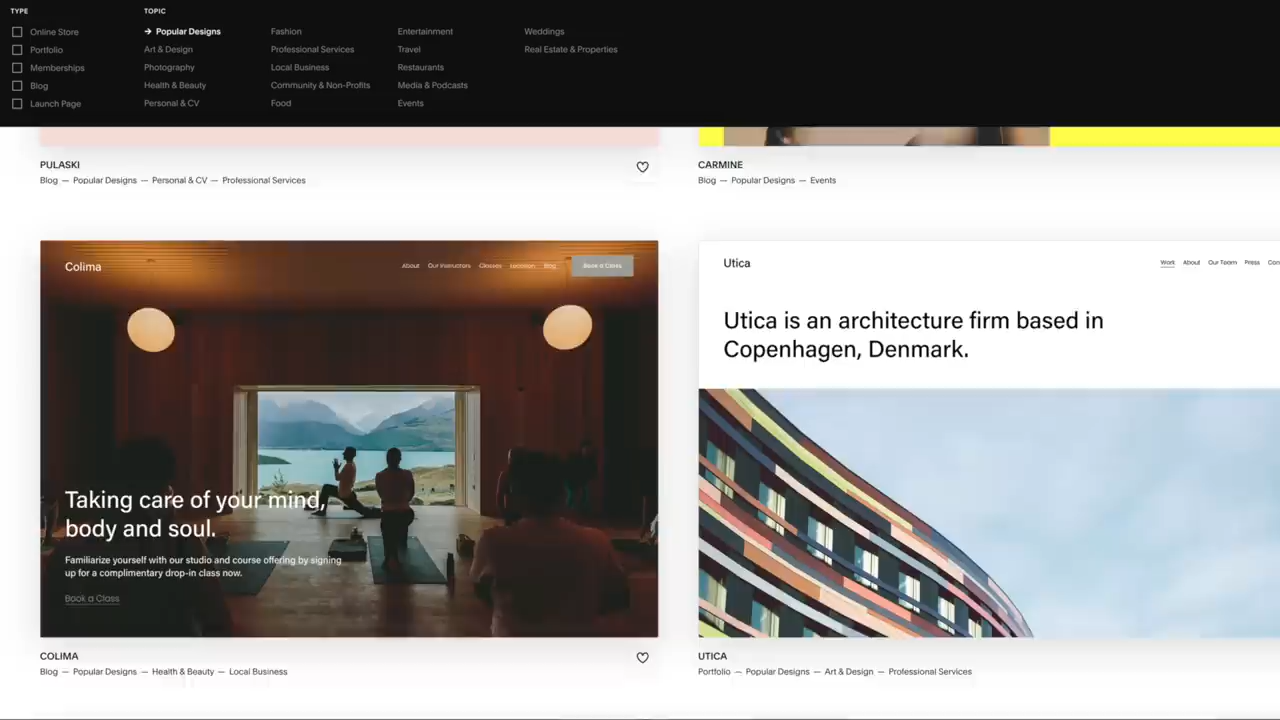 TYPE
Online Store
Portfolio
Memberships
Blog
Launch Page
TOPIC
→ Popular Designs
Art & Design
Photography
Health & Beauty
Personal & CV
Fashion
Professional Services
Local Business
Community & Non-Profits
Food
Entertainment
Travel
Restaurants
Media & Podcasts
Events
Weddings
Real Estate & Properties
PULASKI
Blog — Popular Designs — Personal & CV — Professional Services
CARMINE
Blog — Popular Designs — Events
Colima
About Our Instructors Classes Location Blog Book a Class
Taking care of your mind,
body and soul.
Familiarize yourself with our studio and course offering by signing
up for a complimentary drop-in class now.
Book a Class
COLIMA
Blog — Popular Designs — Health & Beauty — Local Business
Utica
Work About Our Team Press Con
Utica is an architecture firm based in
Copenhagen, Denmark.
UTICA
Portfolio — Popular Designs — Art & Design — Professional Services